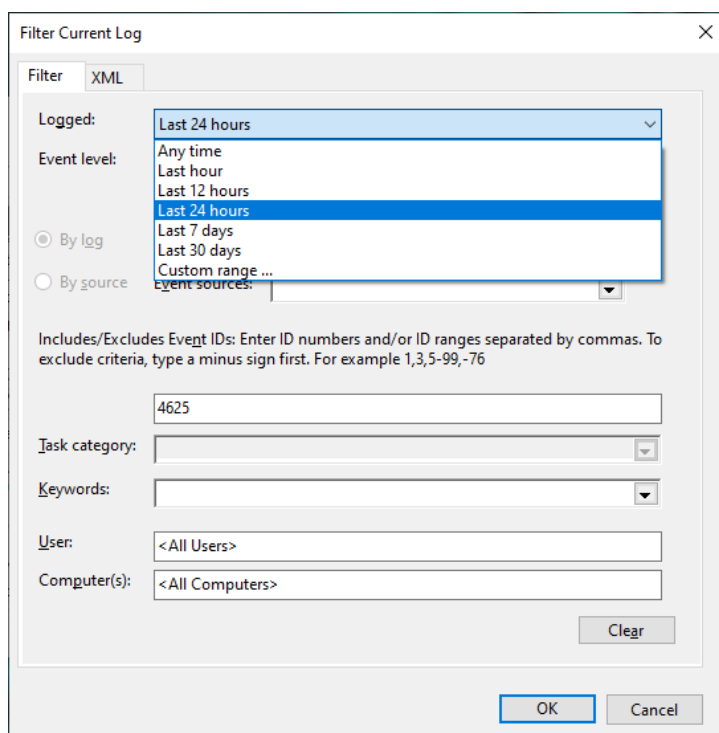 Filter Current Log
Filter XML
Logged: Last 24 hours
Any time
Event level:
Last hour
Last 12 hours
Last 24 hours
Last 7 days
By log
Last 30 days
Custom range ...
By source Event sources:
Includes/Excludes Event IDs: Enter ID numbers and/or ID ranges separated by commas. To
exclude criteria, type a minus sign first. For example 1,3,5-99,-76
4625
Task category:
Keywords:
User: <All Users>
Computer(s): <All Computers>
Clear
OK Cancel